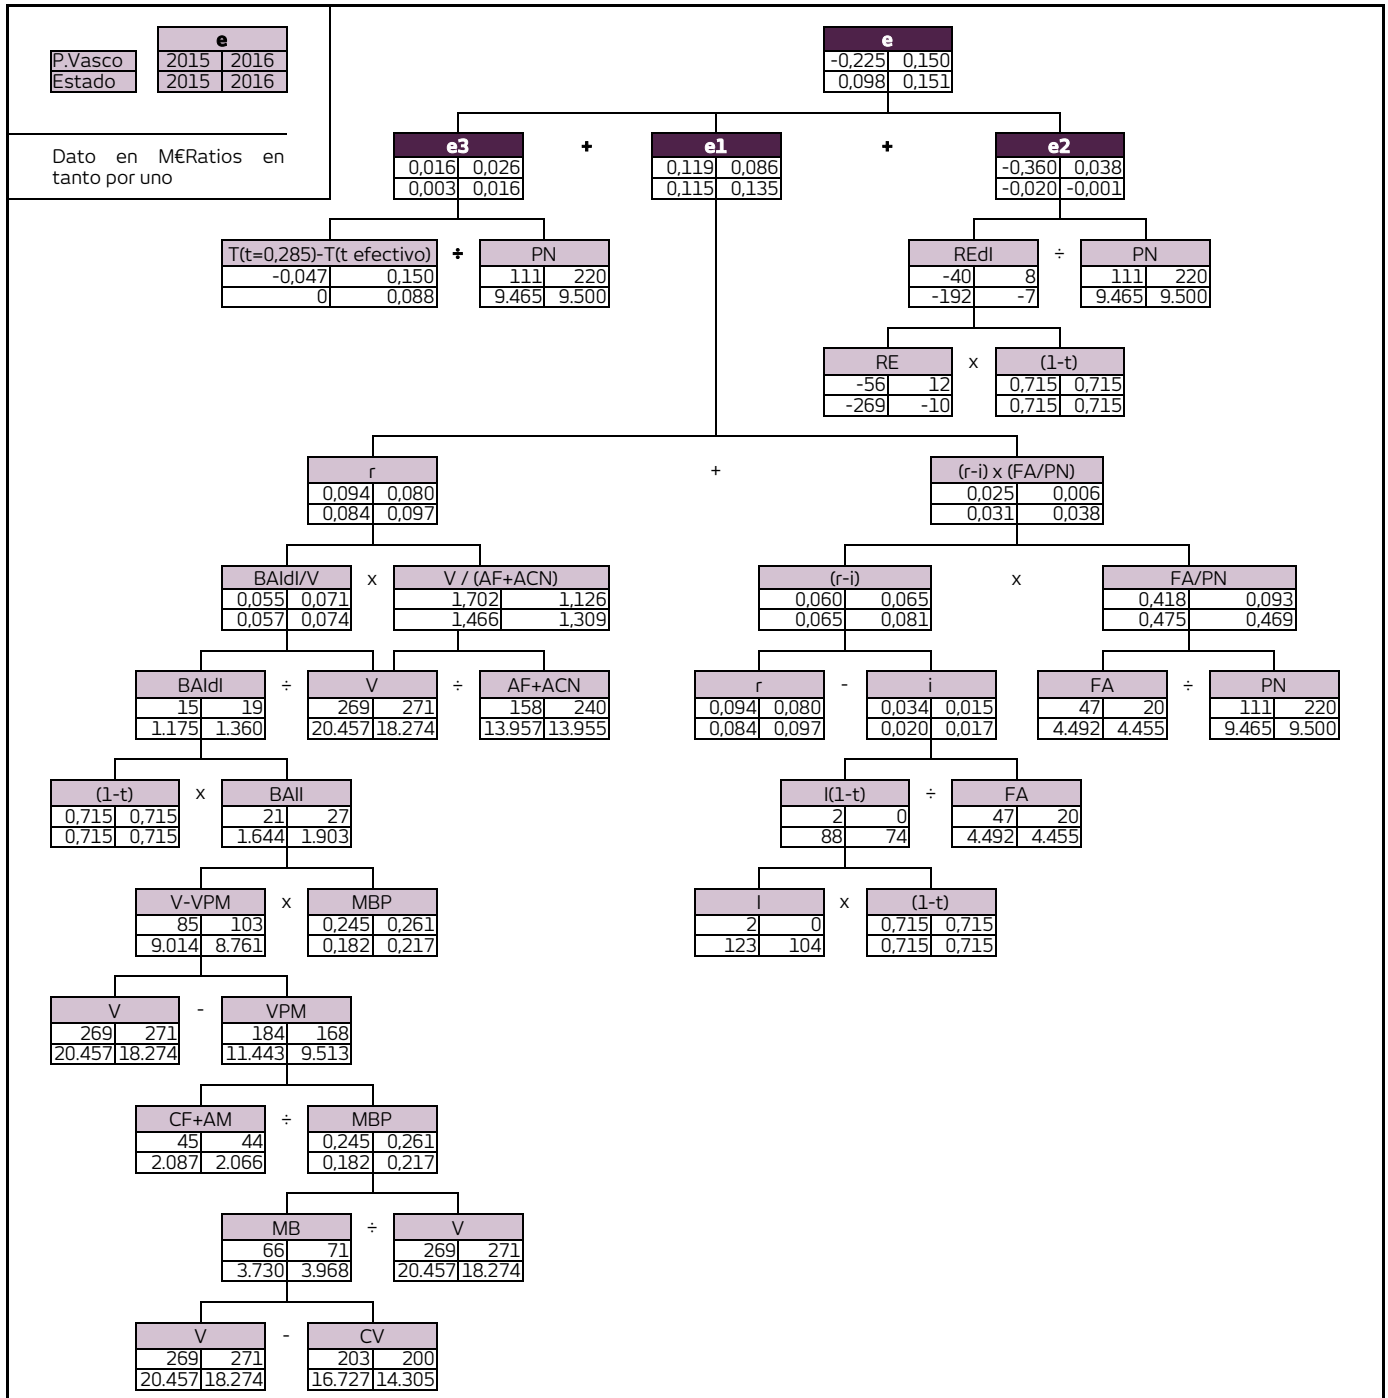 e
P.Vasco 2015 2016
Estado 2015 2016
Dato en M€Ratios en
tanto por uno
e
-0,225 0,150
0,098 0,151
e3 + e1 + e2
0,016 0,026 0,119 0,086 -0,360 0,038
0,003 0,016 0,115 0,135 -0,020 -0,001
T(t=0,285)-T(t efectivo) ÷ PN REdI ÷ PN
-0,047 0,150 111 220 -40 8 111 220
0 0,088 9.465 9.500 -192 -7 9.465 9.500
RE x (1-t)
-56 12 0,715 0,715
-269 -10 0,715 0,715
r + (r-i) x (FA/PN)
0,094 0,080 0,025 0,006
0,084 0,097 0,031 0,038
BAIdI/V x V / (AF+ACN) (r-i) x FA/PN
0,055 0,071 1,702 1,126 0,060 0,065 0,418 0,093
0,057 0,074 1,466 1,309 0,065 0,081 0,475 0,469
BAIdI ÷ V ÷ AF+ACN r - i FA ÷ PN
15 19 269 271 158 240 0,094 0,080 0,034 0,015 47 20 111 220
1.175 1.360 20.457 18.274 13.957 13.955 0,084 0,097 0,020 0,017 4.492 4.455 9.465 9.500
(1-t) x BAII I(1-t) ÷ FA
0,715 0,715 21 27 2 0 47 20
0,715 0,715 1.644 1.903 88 74 4.492 4.455
V-VPM x MBP I x (1-t)
85 103 0,245 0,261 2 0 0,715 0,715
9.014 8.761 0,182 0,217 123 104 0,715 0,715
V - VPM
269 271 184 168
20.457 18.274 11.443 9.513
CF+AM ÷ MBP
45 44 0,245 0,261
2.087 2.066 0,182 0,217
MB ÷ V
66 71 269 271
3.730 3.968 20.457 18.274
V - CV
269 271 203 200
20.457 18.274 16.727 14.305